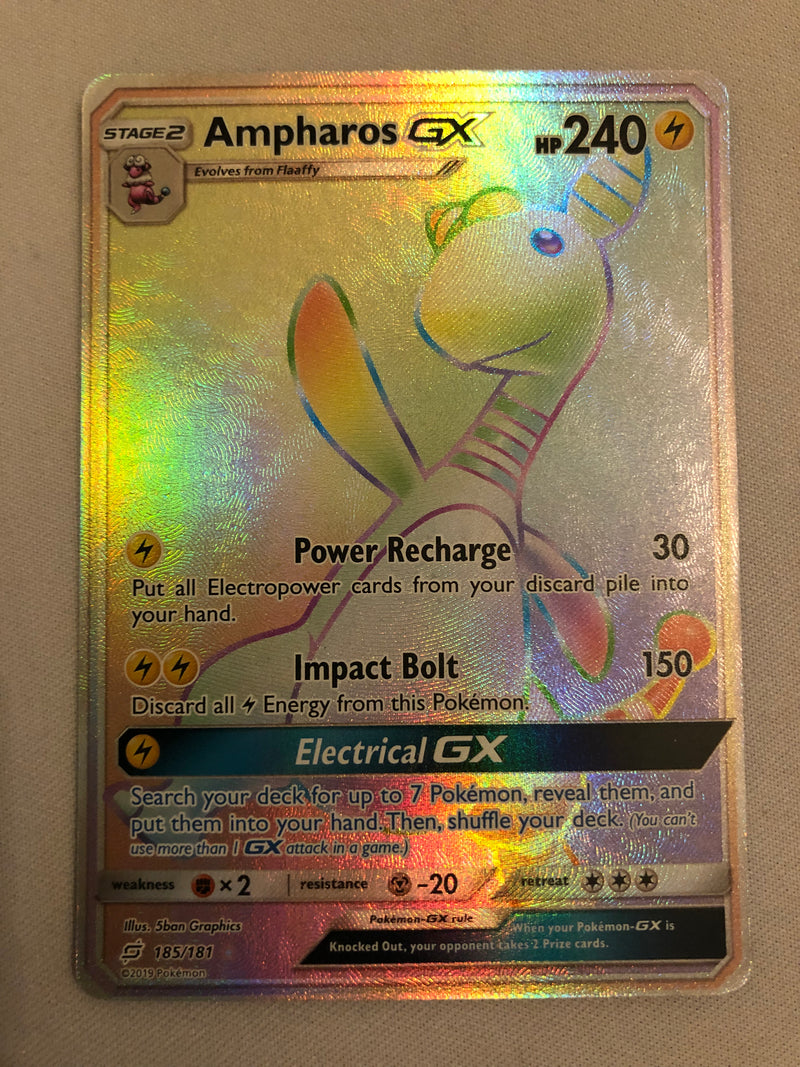 STAGE2 Ampharos GX HP240
Evolves from Flaaffy
Power Recharge 30
Put all Electropower cards from your discard pile into
your hand.
Impact Bolt 150
Discard all Energy from this Pokémon.
Electrical GX
Search your deck for up to 7 Pokémon, reveal them, and
put them into your hand. Then, shuffle your deck. (You can't
use more than 1 GX attack in a game.)
weakness ×2 resistance -20 retreat
Illus. 5ban Graphics
185/181
©2019 Pokémon
Pokémon-GX rule
When your Pokémon-GX is
Knocked Out, your opponent takes 2 Prize cards.